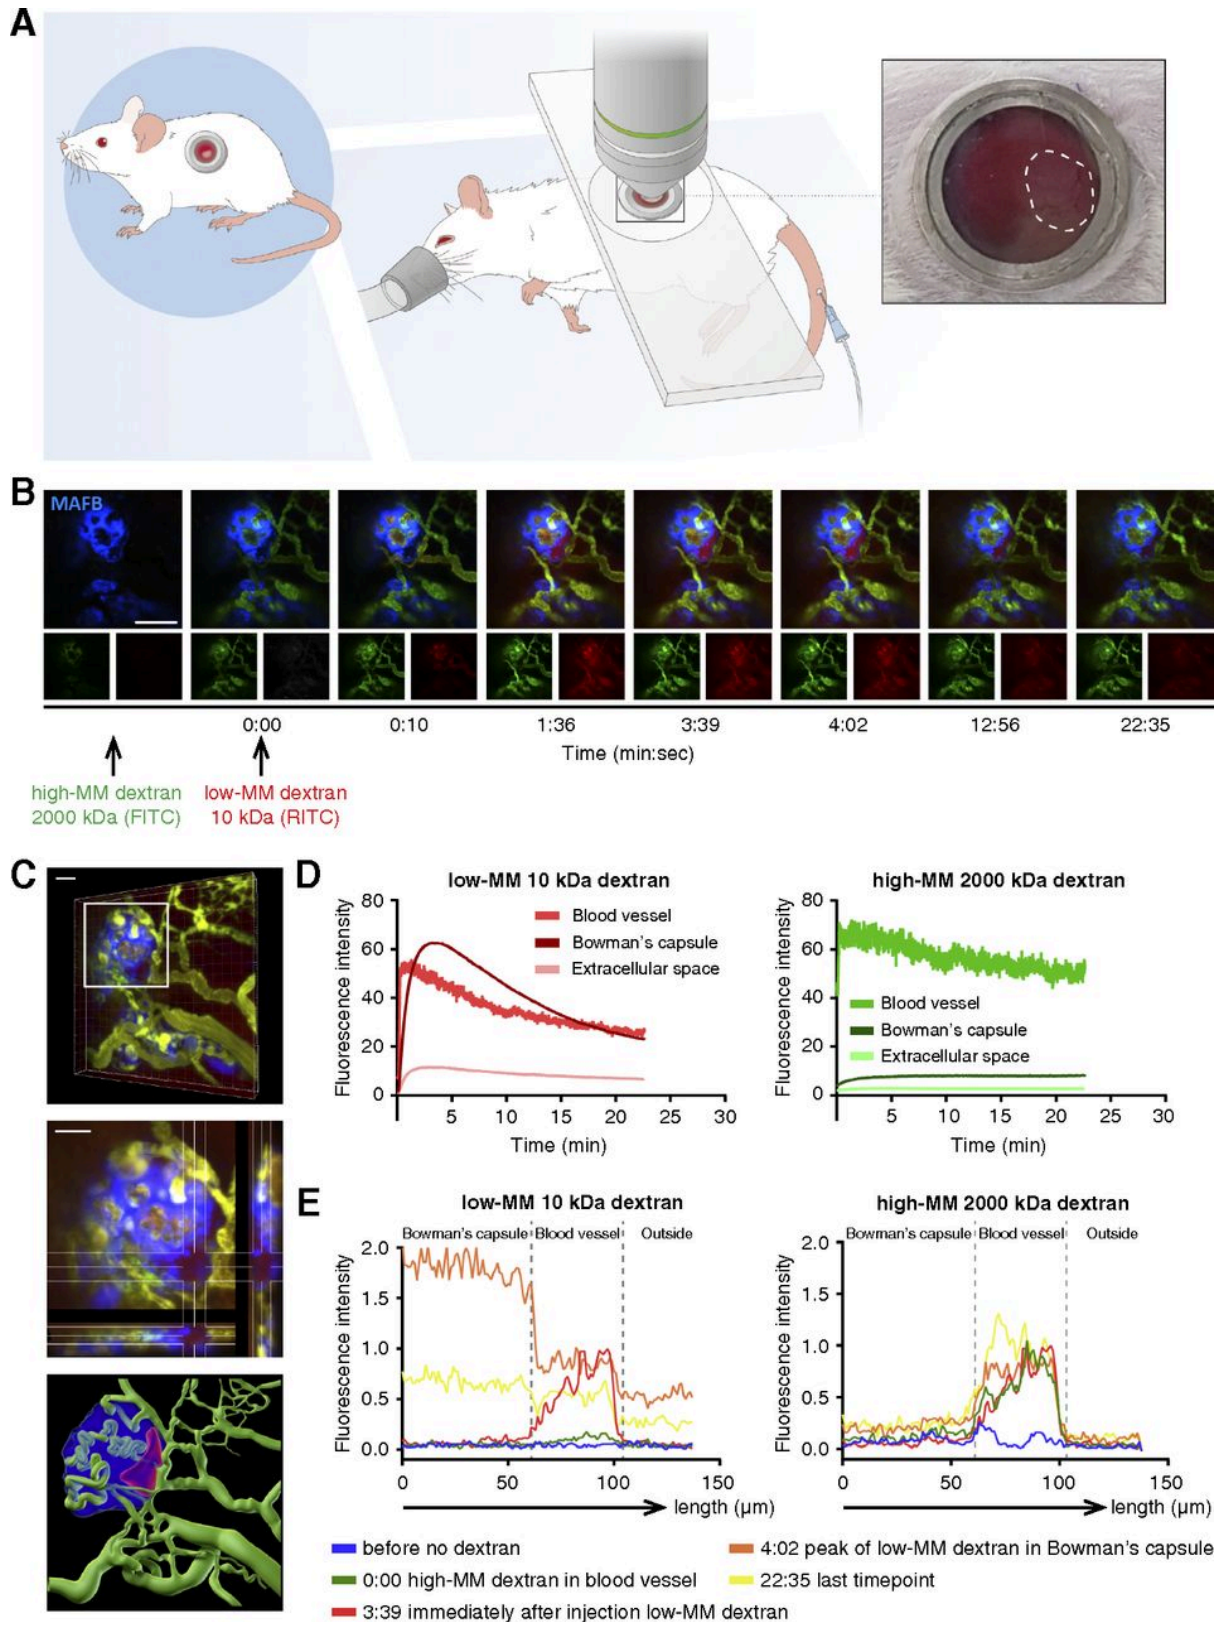 A
B
MAFB
0:00
0:10
1:36
3:39
4:02
12:56
22:35
Time (min:sec)
high-MM dextran
2000 kDa (FITC)
low-MM dextran
10 kDa (RITC)
C
D
low-MM 10 kDa dextran
Fluorescence intensity
80
60
40
20
0
Blood vessel
Bowman's capsule
Extracellular space
5
10
15
20
25
30
Time (min)
high-MM 2000 kDa dextran
Fluorescence intensity
80
60
40
20
0
Blood vessel
Bowman's capsule
Extracellular space
5
10
15
20
25
30
Time (min)
E
low-MM 10 kDa dextran
Bowman's capsule
Blood vessel
Outside
Fluorescence intensity
2.0
1.5
1.0
0.5
0.0
0
50
100
150
length (µm)
high-MM 2000 kDa dextran
Bowman's capsule
Blood vessel
Outside
Fluorescence intensity
2.0
1.5
1.0
0.5
0.0
0
50
100
150
length (µm)
before no dextran
0:00 high-MM dextran in blood vessel
3:39 immediately after injection low-MM dextran
4:02 peak of low-MM dextran in Bowman's capsule
22:35 last timepoint